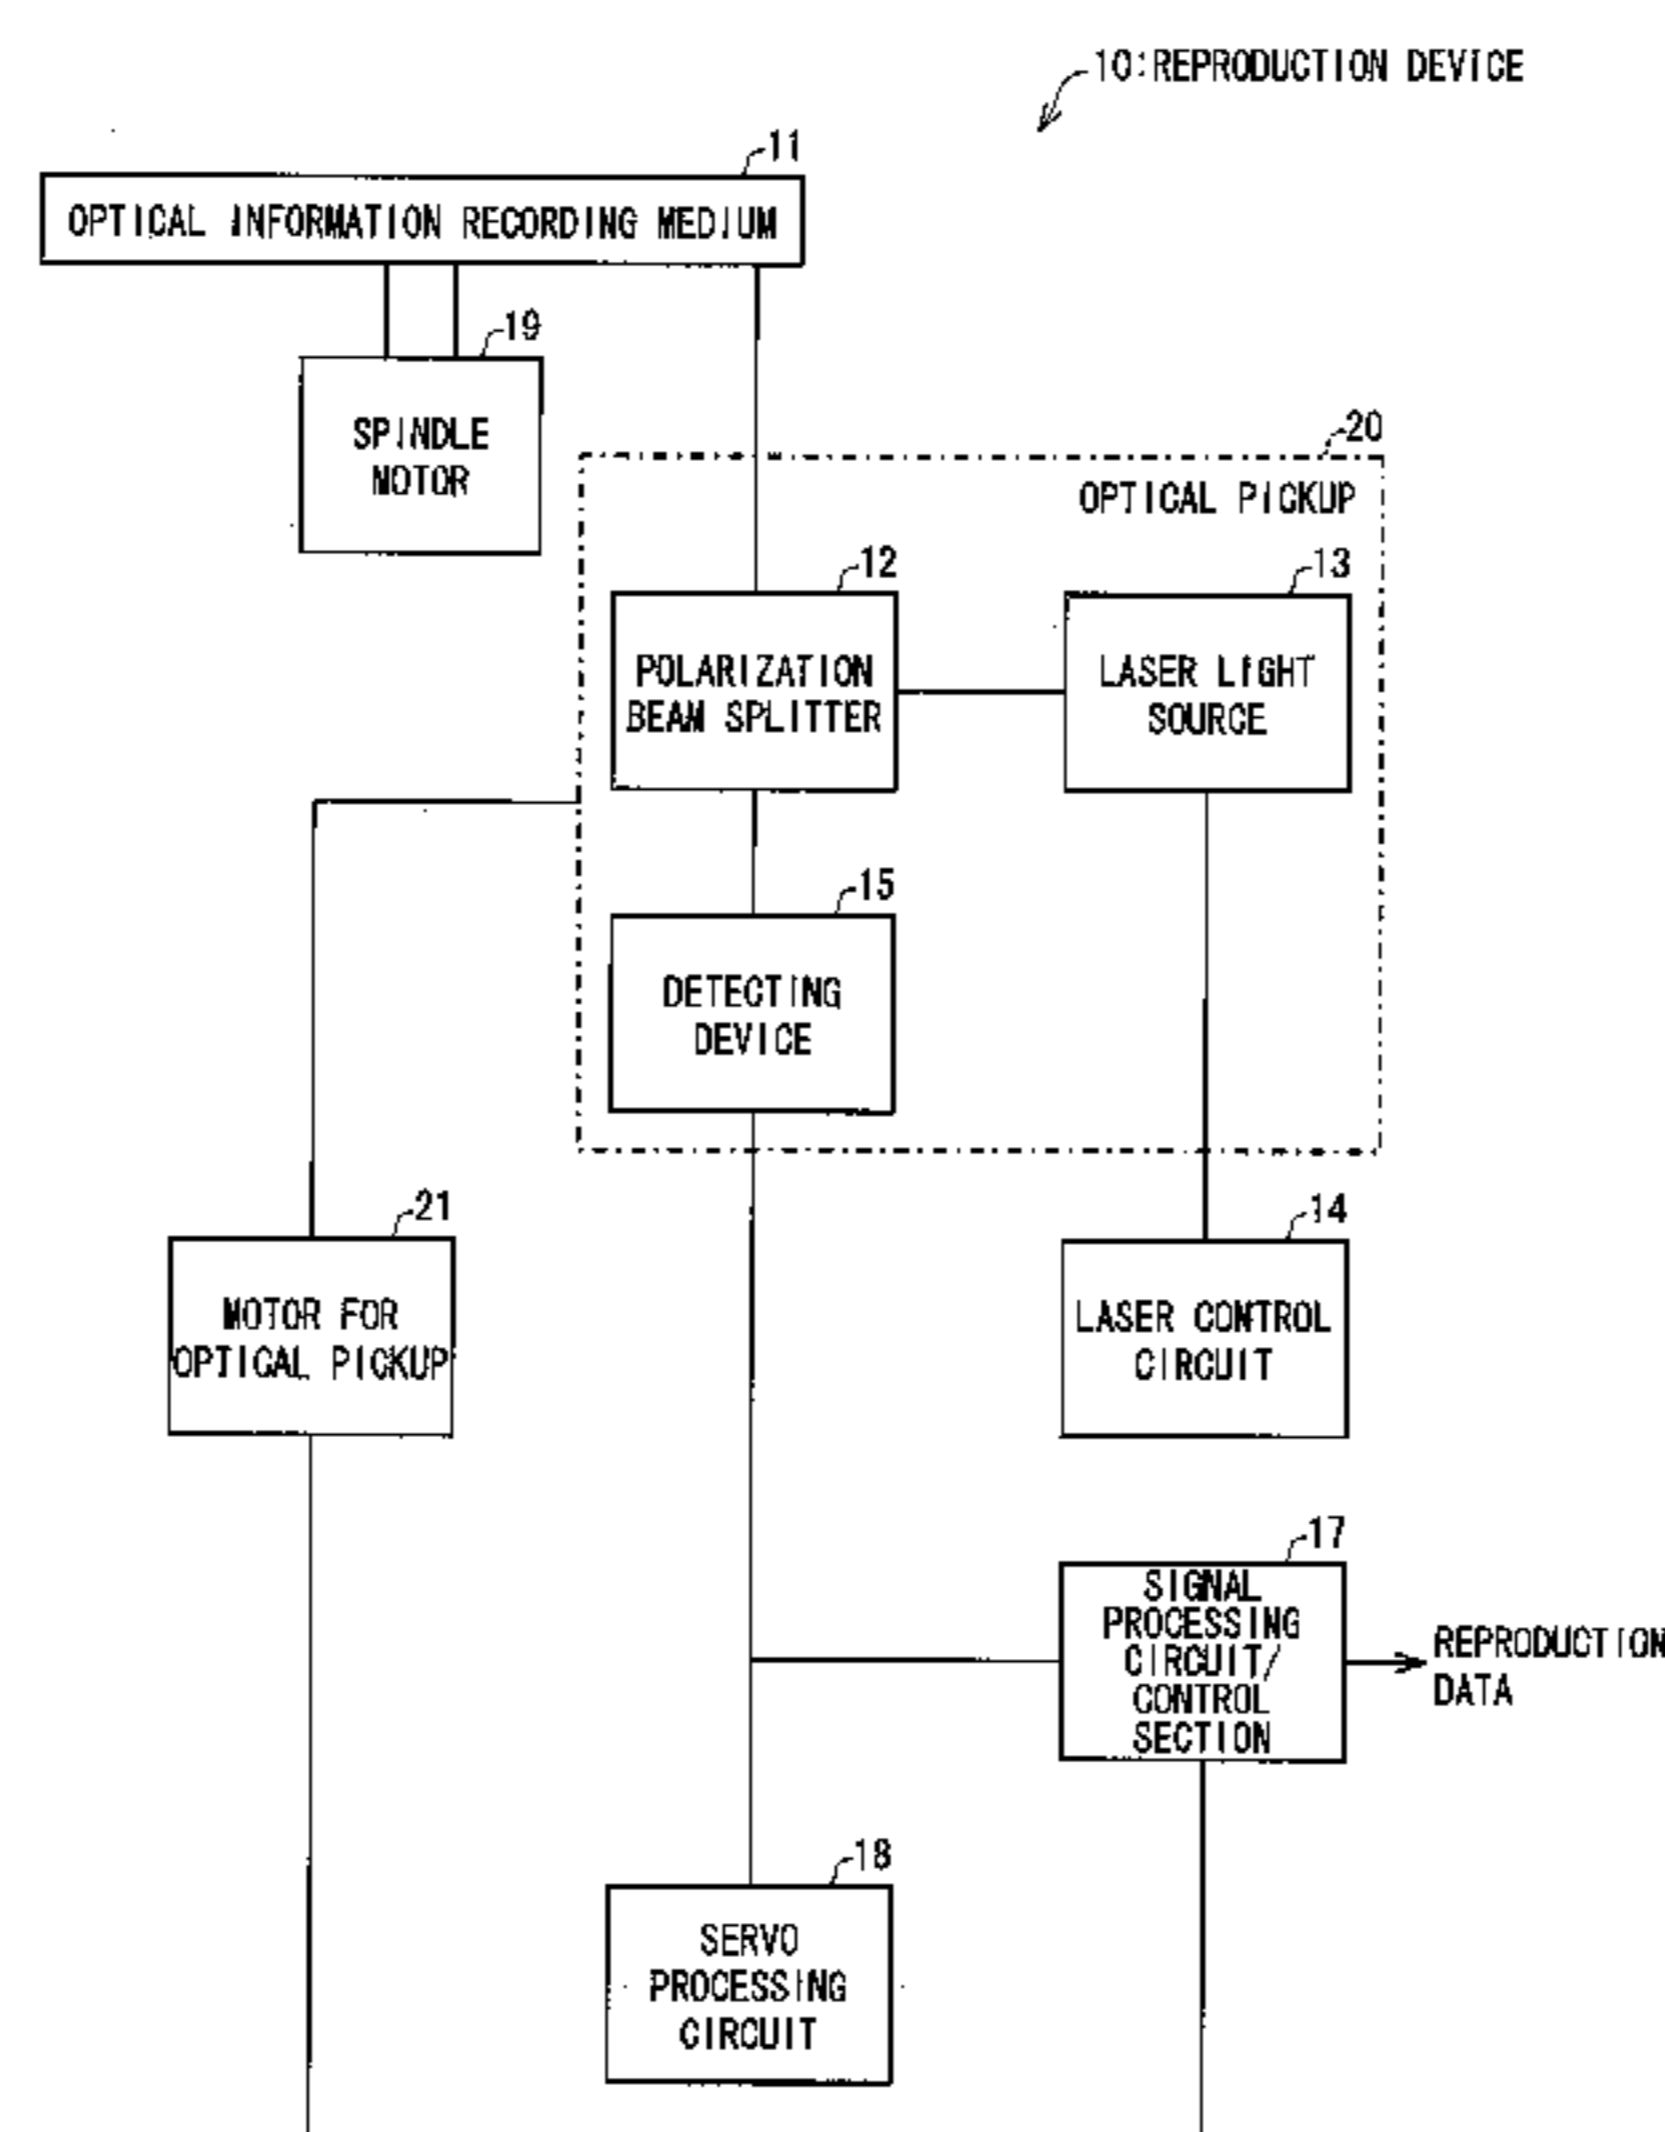 10:REPRODUCTION DEVICE
11
OPTICAL INFORMATION RECORDING MEDIUM
19
SPINDLE
MOTOR
20
OPTICAL PICKUP
12
POLARIZATION
BEAM SPLITTER
13
LASER LIGHT
SOURCE
15
DETECTING
DEVICE
21
MOTOR FOR
OPTICAL PICKUP
14
LASER CONTROL
CIRCUIT
17
SIGNAL
PROCESSING
CIRCUIT/
CONTROL
SECTION
REPRODUCTION
DATA
18
SERVO
PROCESSING
CIRCUIT